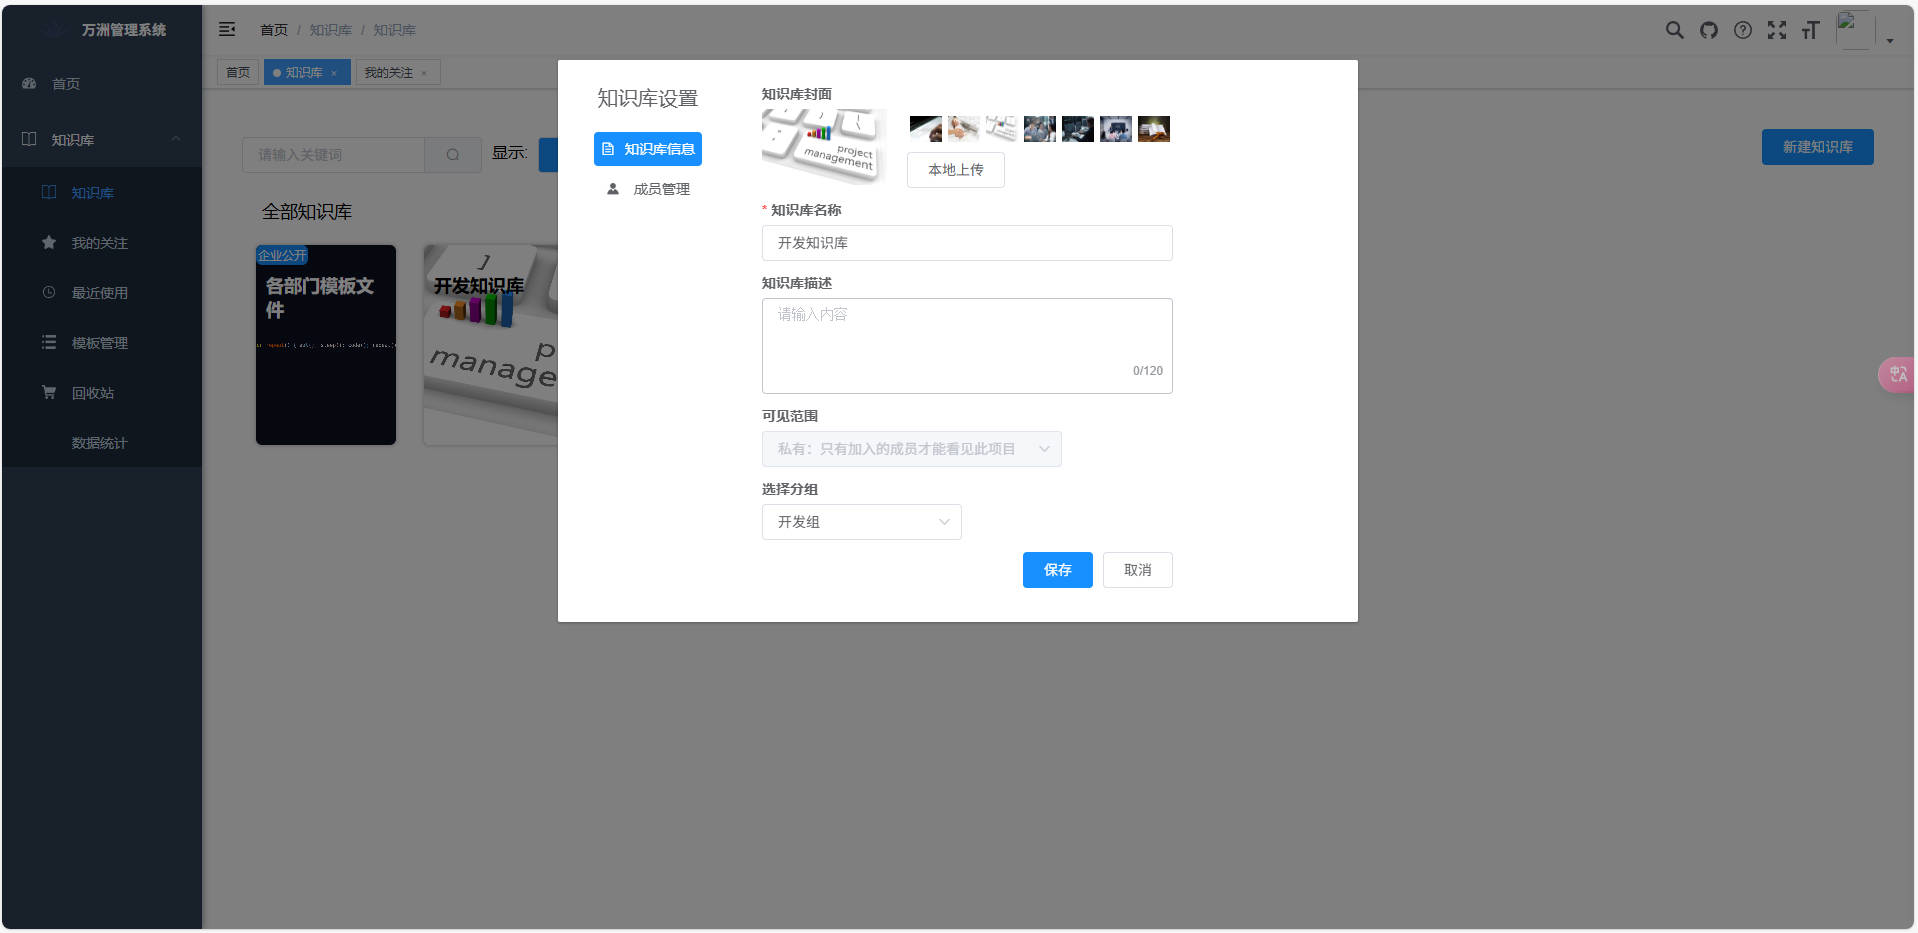 万洲管理系统
首页 / 知识库 / 知识库
首页
知识库 ×
我的关注 ×
首页
知识库
知识库
我的关注
最近使用
模板管理
回收站
数据统计
请输入关键词
显示:
新建知识库
全部知识库
企业公开
各部门模板文
件
开发知识库
manage
知识库设置
知识库信息
成员管理
知识库封面
project
management
本地上传
* 知识库名称
开发知识库
知识库描述
请输入内容
0/120
可见范围
私有：只有加入的成员才能看见此项目
选择分组
开发组
保存
取消